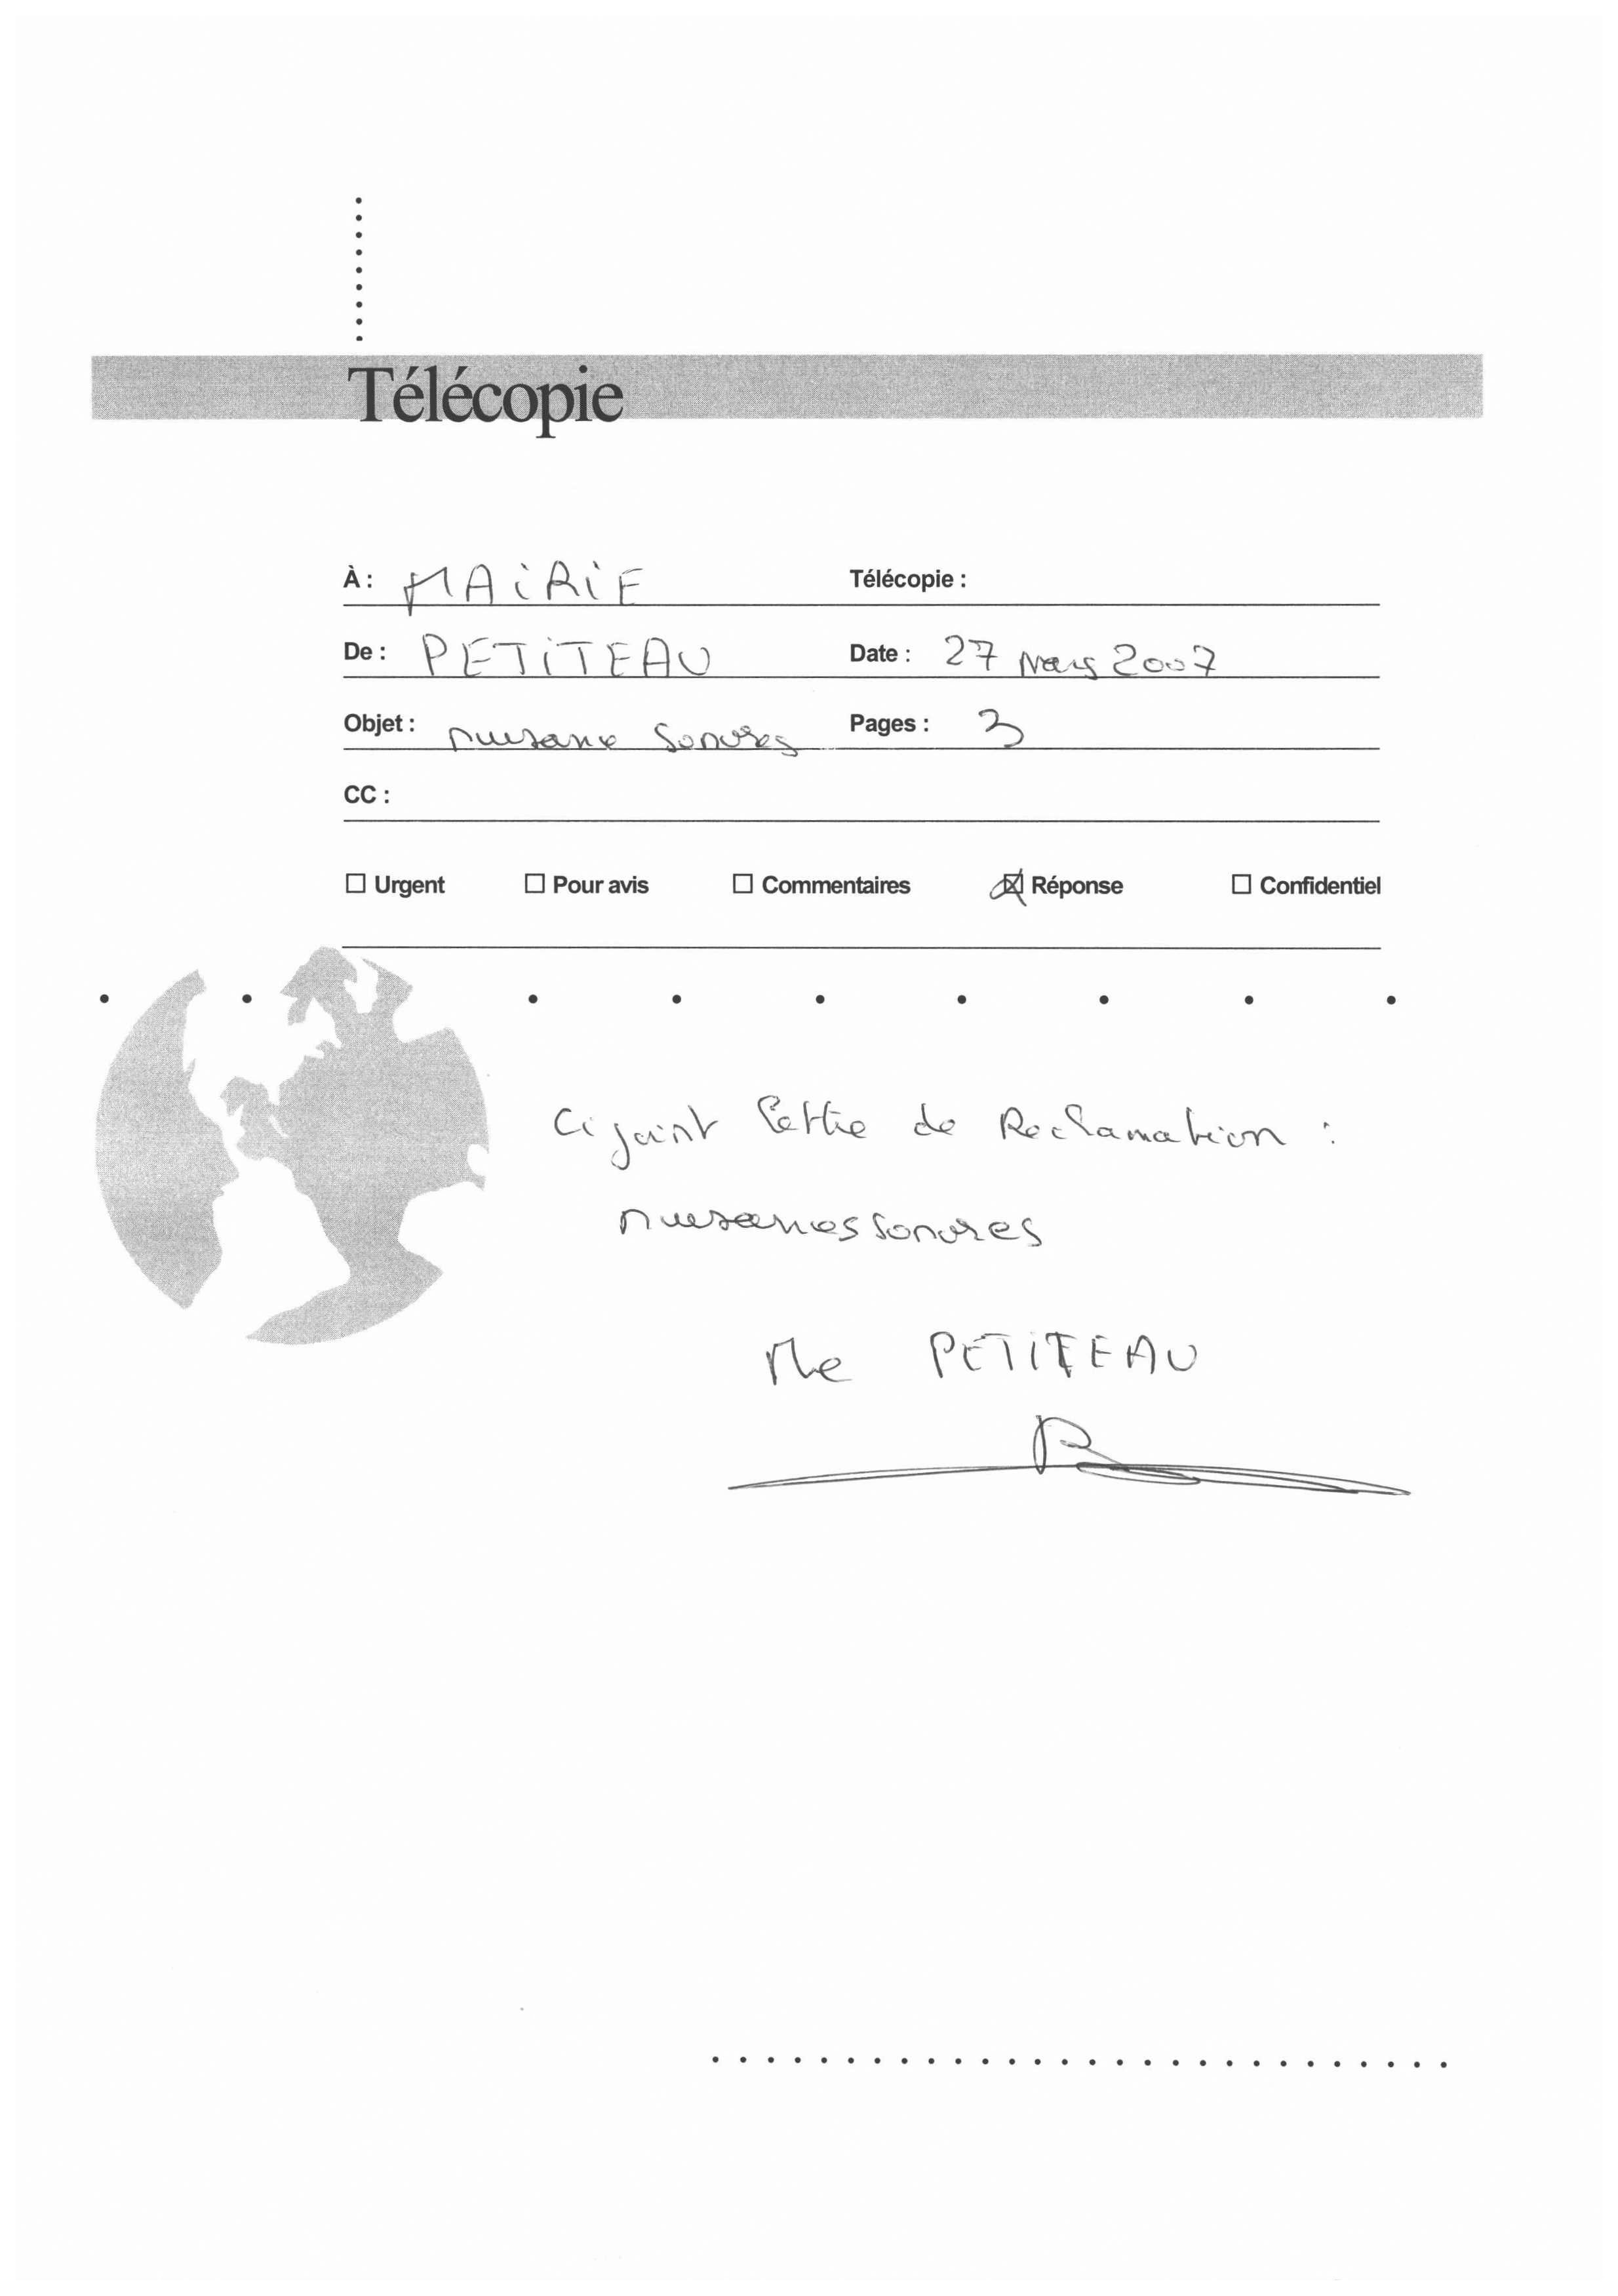 Télécopie
À : MAIRIE Télécopie :
De : PETITEAU Date : 27 mars 2007
Objet : nuisance sonores Pages : 3
CC :
Urgent Pour avis Commentaires Réponse Confidentiel
Ci joint lettre de Reclamation :
nuisances sonores
Me PETITEAU